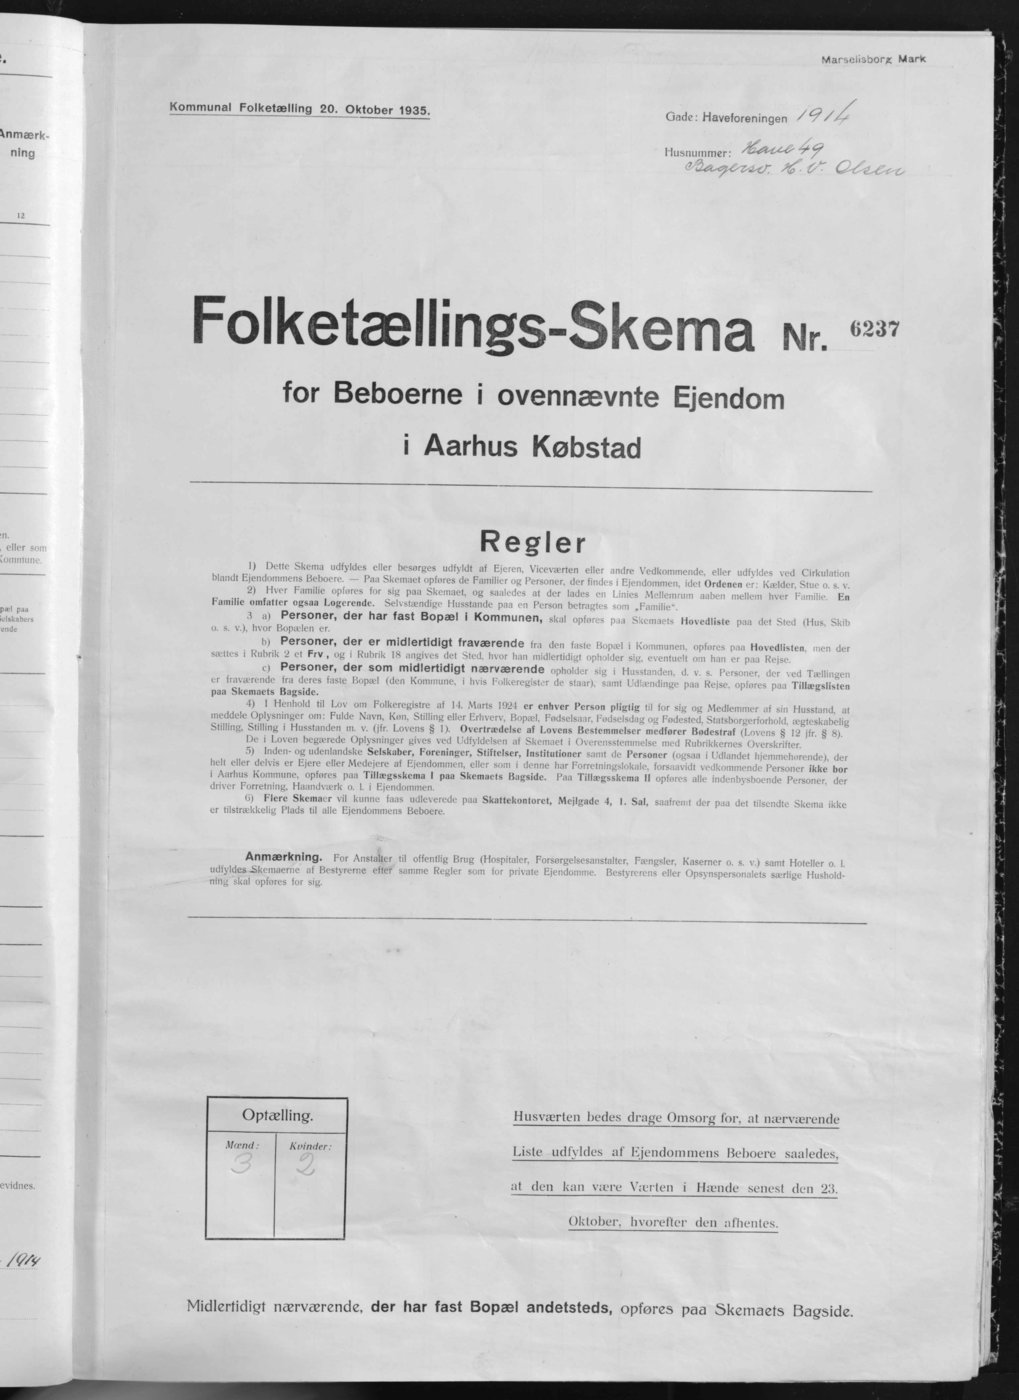 Marselisborg Mark
Kommunal Folketælling 20. Oktober 1935.
Gade: Haveforeningen 1914
Husnummer: Have 49
Bagersv. H. V. Olsen
Folketællings-Skema Nr. 6237
for Beboerne i ovennævnte Ejendom
i Aarhus Købstad
Regler
1) Dette Skema udfyldes eller besørges udfyldt af Ejeren, Viceværten eller andre Vedkommende, eller udfyldes ved Cirkulation
blandt Ejendommens Beboere. — Paa Skemaet opføres de Familier og Personer, der findes i Ejendommen, idet Ordenen er: Kælder, Stue o. s. v.
2) Hver Familie opføres for sig paa Skemaet, og saaledes at der lades en Linies Mellemrum aaben mellem hver Familie. En
Familie omfatter ogsaa Logerende. Selvstændige Husstande paa en Person betragtes som „Familie“.
3 a) Personer, der har fast Bopæl i Kommunen, skal opføres paa Skemaets Hovedliste paa det Sted (Hus, Skib
o. s. v.), hvor Bopælen er.
b) Personer, der er midlertidigt fraværende fra den faste Bopæl i Kommunen, opføres paa Hovedlisten, men der
sættes i Rubrik 2 et Frv., og i Rubrik 18 angives det Sted, hvor han midlertidigt opholder sig, eventuelt om han er paa Rejse.
c) Personer, der som midlertidigt nærværende opholder sig i Husstanden, d. v. s. Personer, der ved Tællingen
er fraværende fra deres faste Bopæl (den Kommune, i hvis Folkeregister de staar), samt Udlændinge paa Rejse, opføres paa Tillægslisten
paa Skemaets Bagside.
4) I Henhold til Lov om Folkeregistre af 14. Marts 1924 er enhver Person pligtig til for sig og Medlemmer af sin Husstand, at
meddele Oplysninger om: Fulde Navn, Køn, Stilling eller Erhverv, Bopæl, Fødselsaar, Fødselsdag og Fødested, Statsborgerforhold, ægteskabelig
Stilling, Stilling i Husstanden m. v. (jfr. Lovens § 1). Overtrædelse af Lovens Bestemmelser medfører Bødestraf (Lovens § 12 jfr. § 8).
De i Loven begærede Oplysninger gives ved Udfyldelsen af Skemaet i Overensstemmelse med Rubrikkernes Overskrifter.
5) Inden- og udenlandske Selskaber, Foreninger, Stiftelser, Institutioner samt de Personer (ogsaa i Udlandet hjemmehørende), der
helt eller delvis er Ejere eller Medejere af Ejendommen, eller som i denne har Forretningslokale, forsaavidt vedkommende Personer ikke bor
i Aarhus Kommune, opføres paa Tillægsskema I paa Skemaets Bagside. Paa Tillægsskema II opføres alle indenbysboende Personer, der
driver Forretning, Haandværk o. l. i Ejendommen.
6) Flere Skemaer vil kunne faas udleverede paa Skattekontoret, Mejlgade 4, 1. Sal, saafremt der paa det tilsendte Skema ikke
er tilstrækkelig Plads til alle Ejendommens Beboere.
Anmærkning. For Anstalter til offentlig Brug (Hospitaler, Forsørgelsesanstalter, Fængsler, Kaserner o. s. v.) samt Hoteller o. l.
udfyldes Skemaerne af Bestyrerne efter samme Regler som for private Ejendomme. Bestyrerens eller Opsynspersonalets særlige Hushold-
ning skal opføres for sig.
Optælling.
Mænd: Kvinder:
3 2
Husværten bedes drage Omsorg for, at nærværende
Liste udfyldes af Ejendommens Beboere saaledes,
at den kan være Værten i Hænde senest den 23.
Oktober, hvorefter den afhentes.
Midlertidigt nærværende, der har fast Bopæl andetsteds, opføres paa Skemaets Bagside.
Anmærk-
ning
12
eller som
Kommune.
pæl paa
elskabers
ende
evidnes.
1914